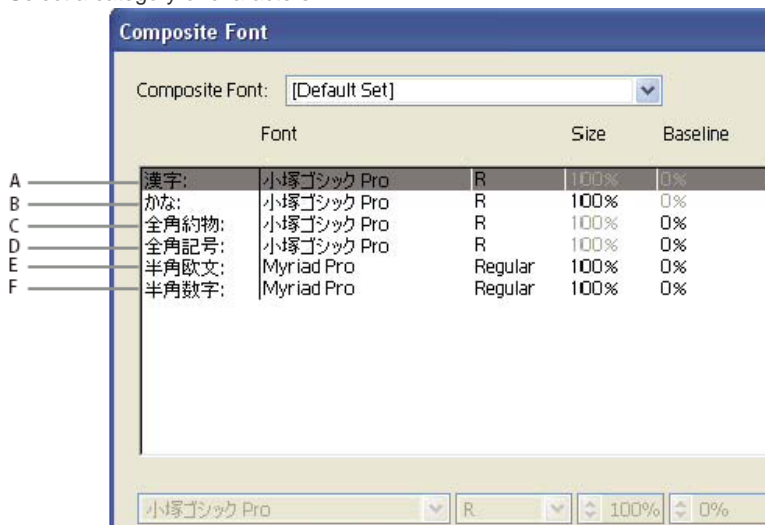 Composite Font
Composite Font: [Default Set]
Font Size Baseline
A 漢字: 小塚ゴシック Pro R 100% 0%
B かな: 小塚ゴシック Pro R 100% 0%
C 全角約物: 小塚ゴシック Pro R 100% 0%
D 全角記号: 小塚ゴシック Pro R 100% 0%
E 半角欧文: Myriad Pro Regular 100% 0%
F 半角数字: Myriad Pro Regular 100% 0%
小塚ゴシック Pro R 100% 0%